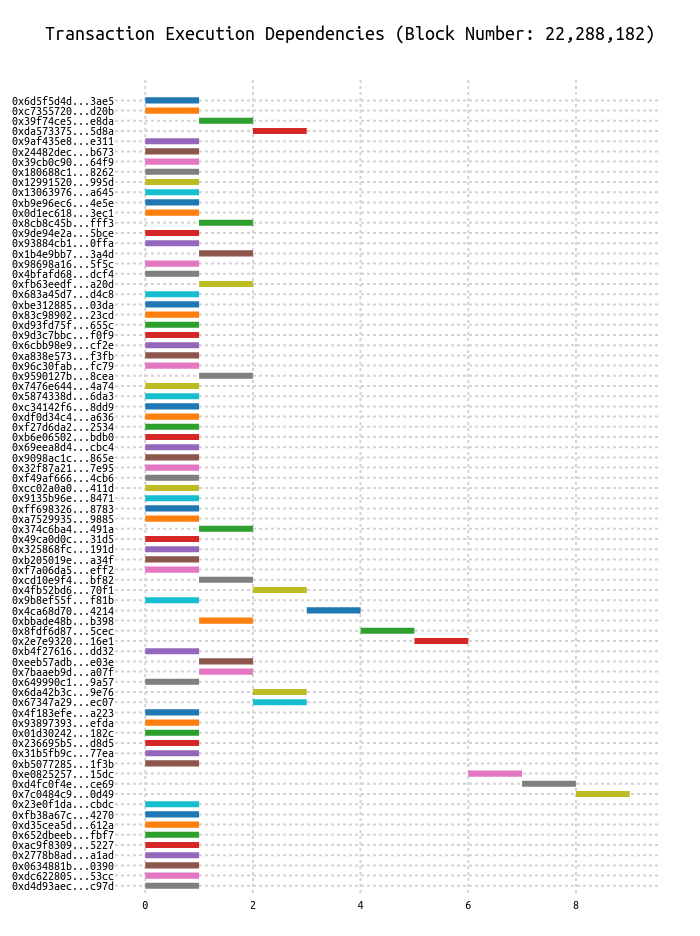 Transaction Execution Dependencies (Block Number: 22,288,182)
0x6d5f5d4d...3ae5
0xc7355720...d20b
0x39f74ce5...e8da
0xda573375...5d8a
0x9af435e8...e311
0x24482dec...b673
0x39cb0c90...64f9
0x180688c1...8262
0x12991520...995d
0x13063976...a645
0xb9e96ec6...4e5e
0x0d1ec618...3ec1
0x8cb8c45b...fff3
0x9de94e2a...5bce
0x93884cb1...0ffa
0x1b4e9bb7...3a4d
0x98698a16...5f5c
0x4bfafd68...dcf4
0xfb63eedf...a20d
0x683a45d7...d4c8
0xbe312885...03da
0x83c98902...23cd
0xd93fd75f...655c
0x9d3c7bbc...f0f9
0x6cbb98e9...cf2e
0xa838e573...f3fb
0x96c30fab...fc79
0x9590127b...8cea
0x7476e644...4a74
0x5874338d...6da3
0xc34142f6...8dd9
0xdf0d34c4...a636
0xf27d6da2...2534
0xb6e06502...bdb0
0x69eea8d4...cbc4
0x9098ac1c...865e
0x32f87a21...7e95
0xf49af666...4cb6
0xcc02a0a0...411d
0x9135b96e...8471
0xff698326...8783
0xa7529935...9885
0x374c6ba4...491a
0x49ca0d0c...31d5
0x325868fc...191d
0xb205019e...a34f
0xf7a06da5...eff2
0xcd10e9f4...bf82
0x4fb52bd6...70f1
0x9b8ef55f...f81b
0x4ca68d70...4214
0xbbade48b...b398
0x8fdf6d87...5cec
0x2e7e9320...16e1
0xb4f27616...dd32
0xeeb57adb...e03e
0x7baaeb9d...a07f
0x649990c1...9a57
0x6da42b3c...9e76
0x67347a29...ec07
0x4f183efe...a223
0x93897393...efda
0x01d30242...182c
0x236695b5...d8d5
0x31b5fb9c...77ea
0xb5077285...1f3b
0xe0825257...15dc
0xd4fc0f4e...ce69
0x7c0484c9...0d49
0x23e0f1da...cbdc
0xfb38a67c...4270
0xd35cea5d...612a
0x652dbeeb...fbf7
0xac9f8309...5227
0x2778b8ad...a1ad
0x0634881b...0390
0xdc622805...53cc
0xd4d93aec...c97d
0 2 4 6 8